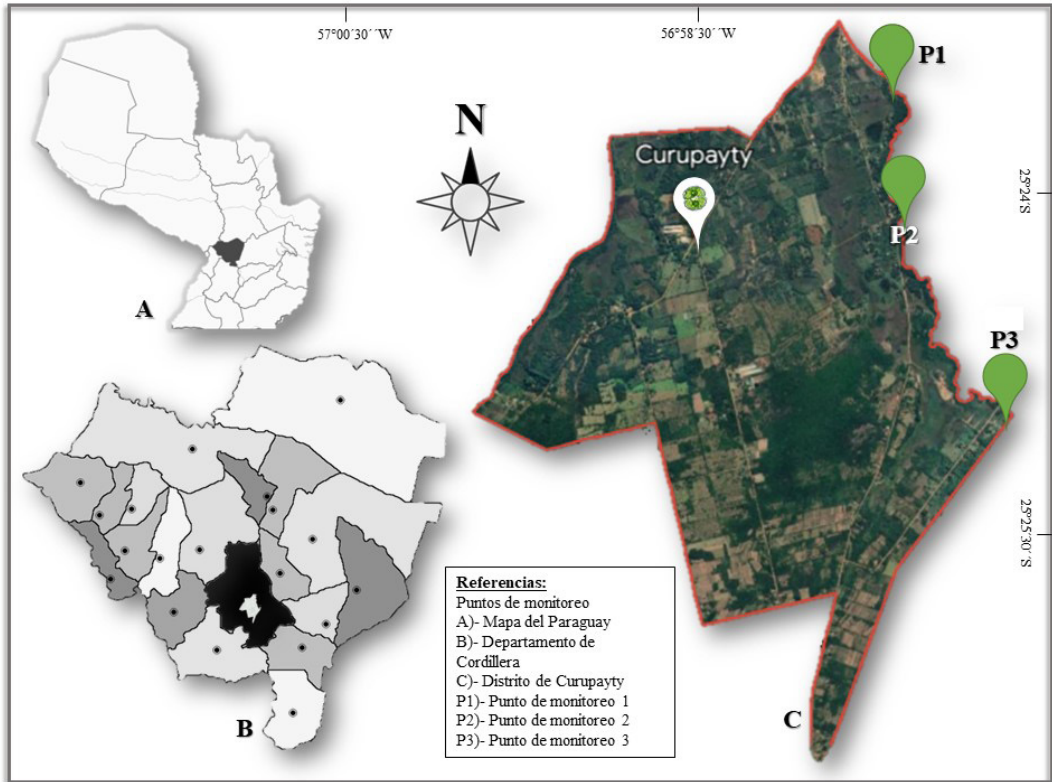 57°00´30´´W
56°58´30´´W
N
P1
Curupayty
25°24´S
P2
A
P3
25°25´30´´S
Referencias:
Puntos de monitoreo
A)- Mapa del Paraguay
B)- Departamento de
Cordillera
C)- Distrito de Curupayty
P1)- Punto de monitoreo 1
P2)- Punto de monitoreo 2
P3)- Punto de monitoreo 3
B
C